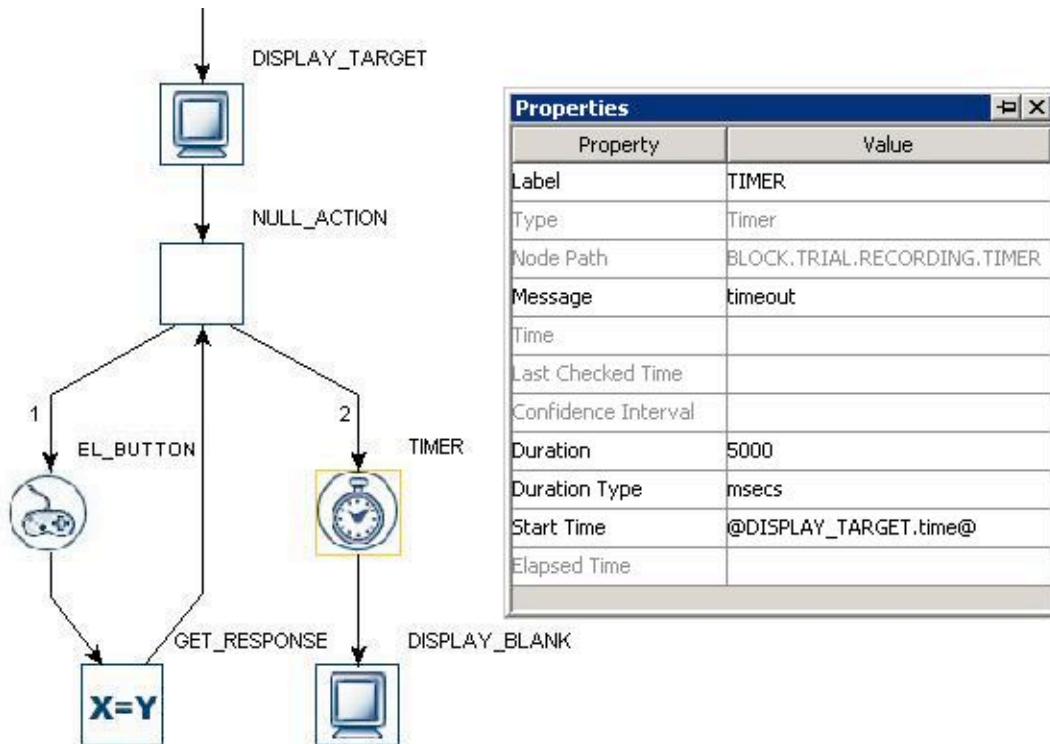 DISPLAY_TARGET
NULL_ACTION
1
2
EL_BUTTON
TIMER
GET_RESPONSE
DISPLAY_BLANK
X=Y
Properties
Property Value
Label TIMER
Type Timer
Node Path BLOCK.TRIAL.RECORDING.TIMER
Message timeout
Time
Last Checked Time
Confidence Interval
Duration 5000
Duration Type msecs
Start Time @DISPLAY_TARGET.time@
Elapsed Time